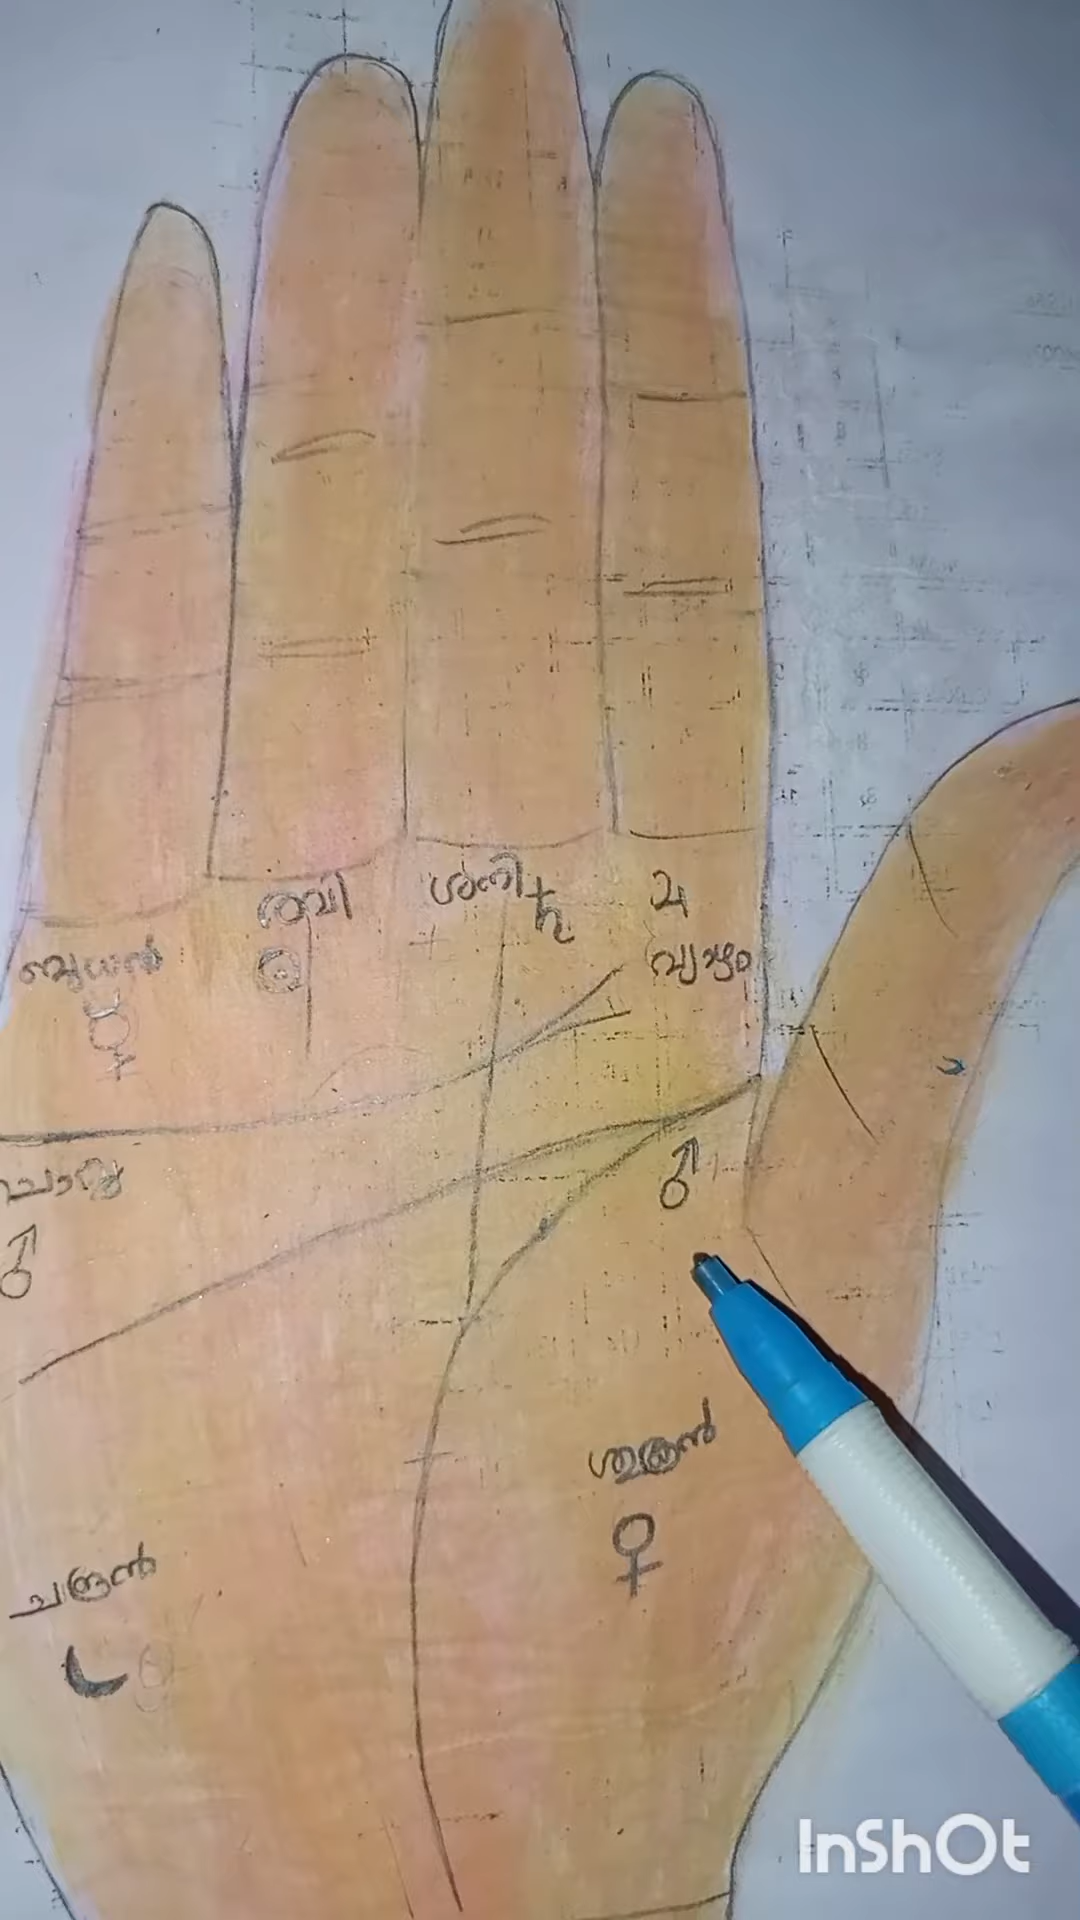 രവി
ശനി ♄
♃
വ്യാഴം
☉
ബുധൻ
☿
ചൊവ്വ
♂
♂
ശുക്രൻ
♀
ചന്ദ്രൻ
InShOt